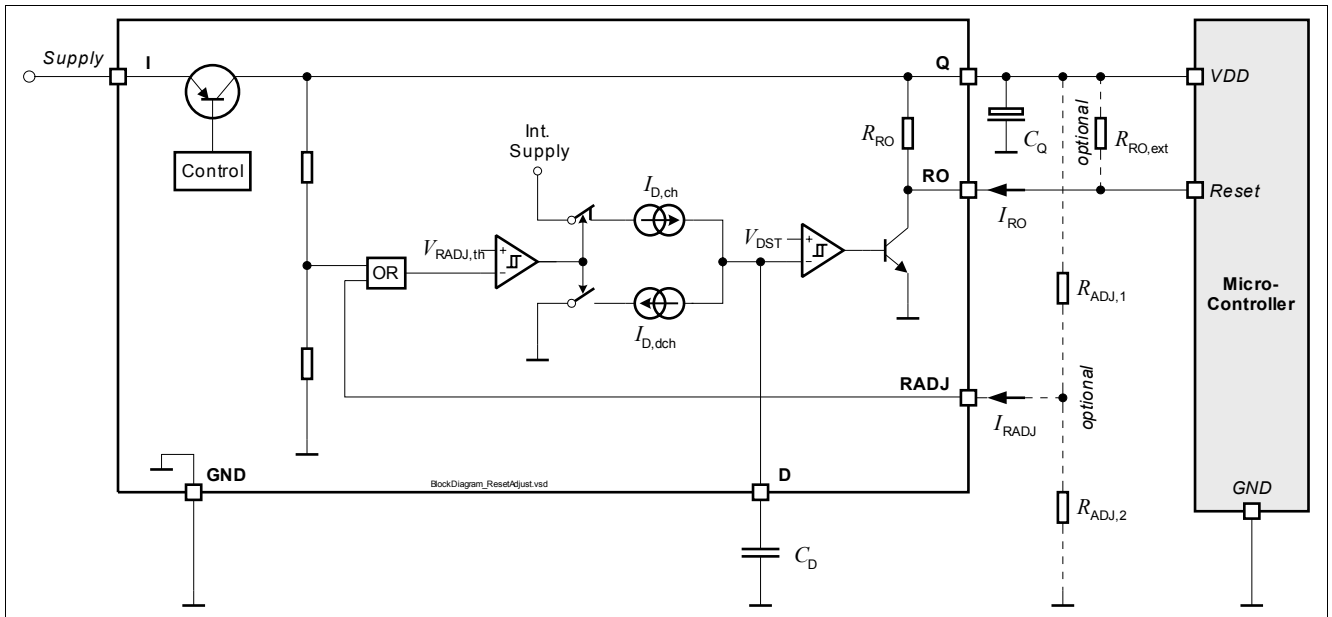 Supply
I
Q
VDD
Control
Int.
Supply
R_RO
C_Q
optional
R_RO,ext
RO
Reset
I_D,ch
I_RO
V_RADJ,th
+
−
OR
V_DST
+
−
I_D,dch
R_ADJ,1
Micro-
Controller
RADJ
I_RADJ
optional
GND
BlockDiagram_ResetAdjust.vsd
D
GND
R_ADJ,2
C_D